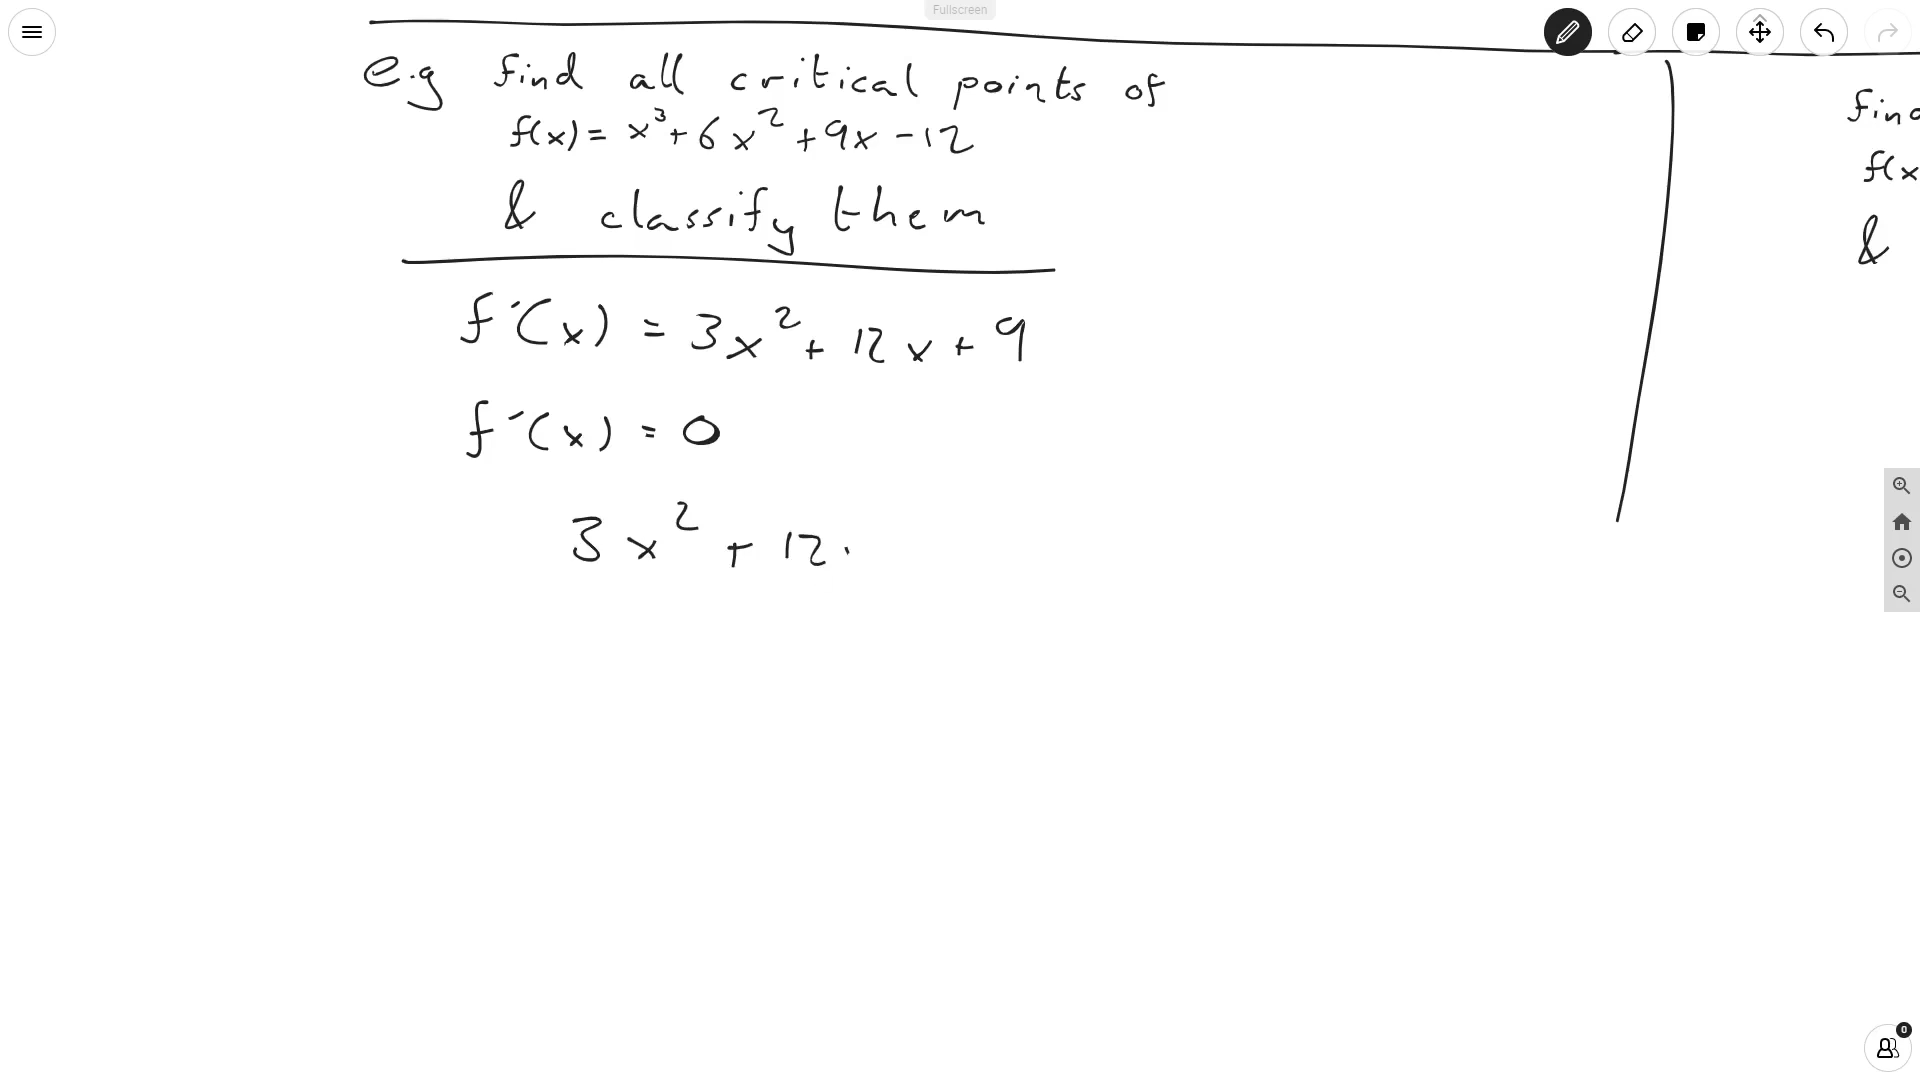 Fullscreen
e.g find all critical points of
f(x) = x³ + 6x² + 9x - 12
& classify them
f'(x) = 3x² + 12x + 9
f'(x) = 0
3x² + 12
find
f(x
&
0